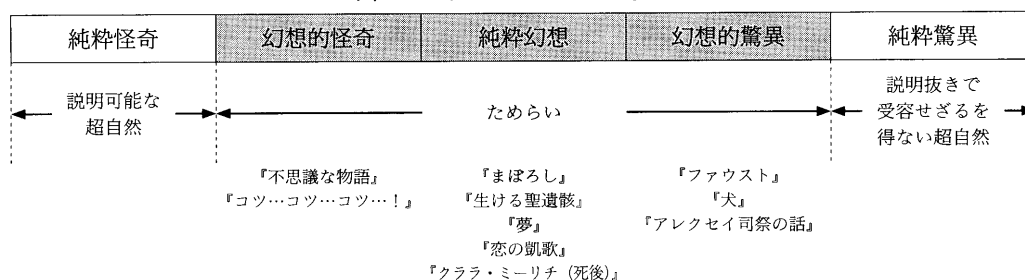 純粋怪奇 幻想的怪奇 純粋幻想 幻想的驚異 純粋驚異
説明可能な
超自然
ためらい
説明抜きで
受容せざるを
得ない超自然
『不思議な物語』
『コツ…コツ…コツ…！』
『まぼろし』
『生ける聖遺骸』
『夢』
『恋の凱歌』
『クララ・ミーリチ（死後）』
『ファウスト』
『犬』
『アレクセイ司祭の話』